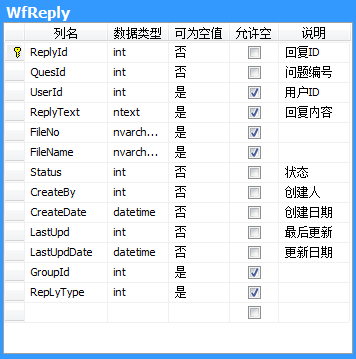 WfReply
列名 数据类型 可为空值 允许空 说明
ReplyId int 否 回复ID
QuesId int 否 问题编号
UserId int 是 用户ID
ReplyText ntext 是 回复内容
FileNo nvarch... 是
FileName nvarch... 是
Status int 否 状态
CreateBy int 否 创建人
CreateDate datetime 否 创建日期
LastUpd int 否 最后更新
LastUpdDate datetime 否 更新日期
GroupId int 是
RepLyType int 是